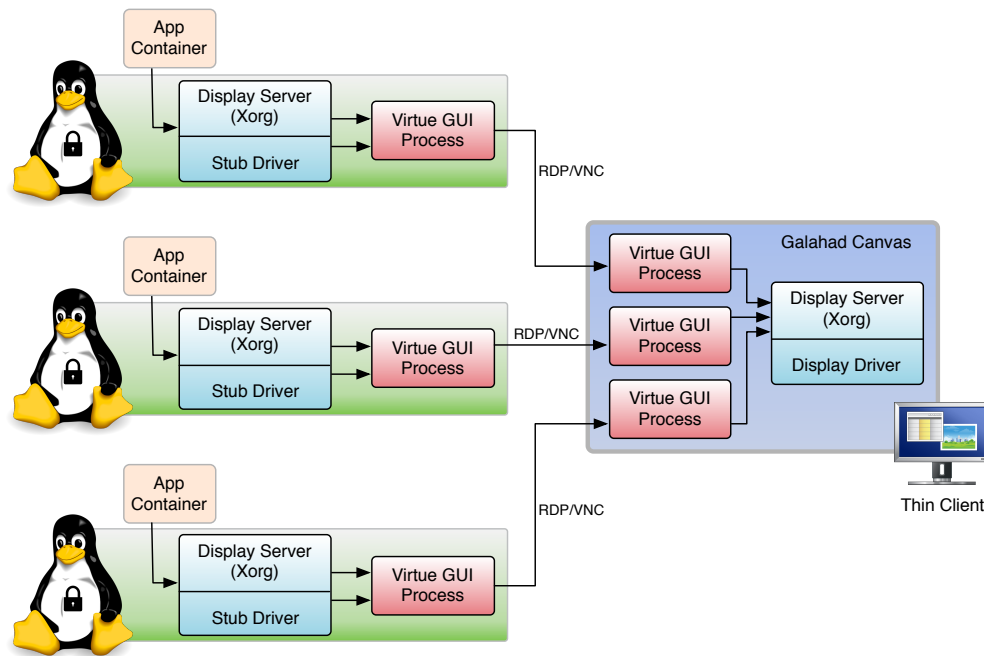 App
Container
Display Server
(Xorg)
Stub Driver
Virtue GUI
Process
RDP/VNC
App
Container
Display Server
(Xorg)
Stub Driver
Virtue GUI
Process
RDP/VNC
App
Container
Display Server
(Xorg)
Stub Driver
Virtue GUI
Process
RDP/VNC
Galahad Canvas
Virtue GUI
Process
Virtue GUI
Process
Virtue GUI
Process
Display Server
(Xorg)
Display Driver
Thin Client